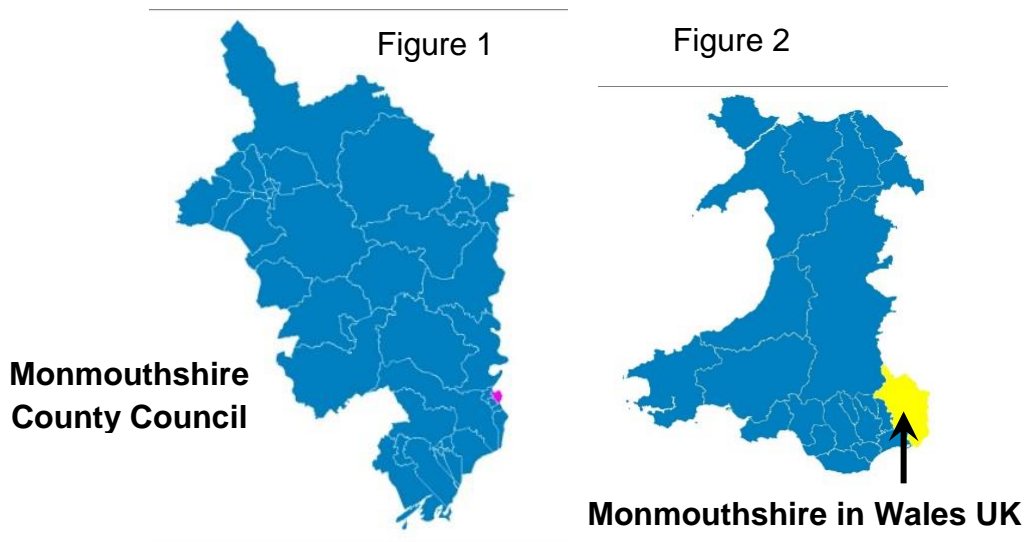 Figure 1
Figure 2
Monmouthshire
County Council
Monmouthshire in Wales UK